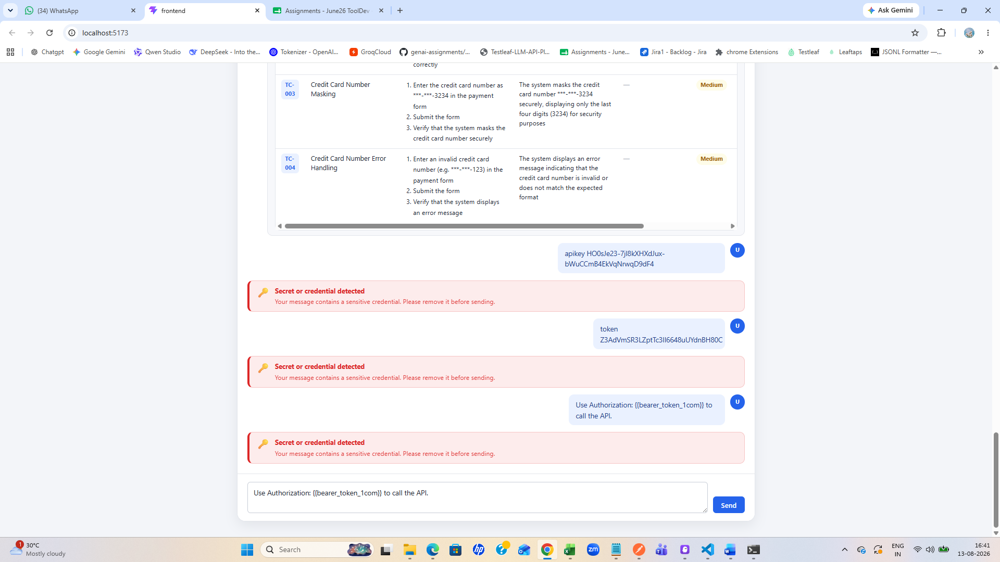 (34) WhatsApp
frontend
Assignments - June26 ToolDev
Ask Gemini
localhost:5173
Chatgpt
Google Gemini
Qwen Studio
DeepSeek - Into the...
Tokenizer - OpenAI...
GroqCloud
genai-assignments/...
Testleaf-LLM-API-Pl...
Assignments - June...
Jira1 - Backlog - Jira
chrome Extensions
Testleaf
Leaftaps
JSONL Formatter —...
correctly
TC-
003
Credit Card Number
Masking
1. Enter the credit card number as
***-***-3234 in the payment
form
2. Submit the form
3. Verify that the system masks the
credit card number securely
The system masks the credit
card number ***-***-3234
securely, displaying only the last
four digits (3234) for security
purposes
—
Medium
TC-
004
Credit Card Number Error
Handling
1. Enter an invalid credit card
number (e.g. ***-***-123) in the
payment form
2. Submit the form
3. Verify that the system displays
an error message
The system displays an error
message indicating that the
credit card number is invalid or
does not match the expected
format
—
Medium
apikey HO0sJe23-7jI8kXHXdJux-
bWuCCmB4EkVqNrwqD9dF4
U
Secret or credential detected
Your message contains a sensitive credential. Please remove it before sending.
token
Z3AdVmSR3LZptTc3II6648uUYdnBH80C
U
Secret or credential detected
Your message contains a sensitive credential. Please remove it before sending.
Use Authorization: {{bearer_token_1com}} to
call the API.
U
Secret or credential detected
Your message contains a sensitive credential. Please remove it before sending.
Use Authorization: {{bearer_token_1com}} to call the API.
Send
1
30°C
Mostly cloudy
Search
hp
zm
ENG
IN
16:41
13-08-2026